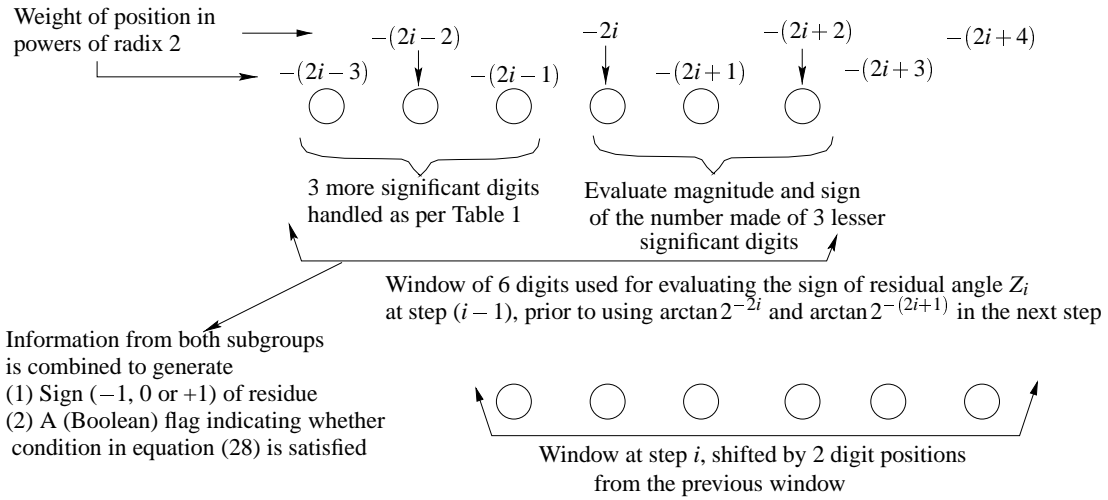 Weight of position in
powers of radix 2
−(2i−3)
−(2i−2)
−(2i−1)
−2i
−(2i+1)
−(2i+2)
−(2i+3)
−(2i+4)
3 more significant digits
handled as per Table 1
Evaluate magnitude and sign
of the number made of 3 lesser
significant digits
Window of 6 digits used for evaluating the sign of residual angle Z_i
at step (i−1), prior to using arctan 2^{−2i} and arctan 2^{−(2i+1)} in the next step
Information from both subgroups
is combined to generate
(1) Sign (−1, 0 or +1) of residue
(2) A (Boolean) flag indicating whether
condition in equation (28) is satisfied
Window at step i, shifted by 2 digit positions
from the previous window